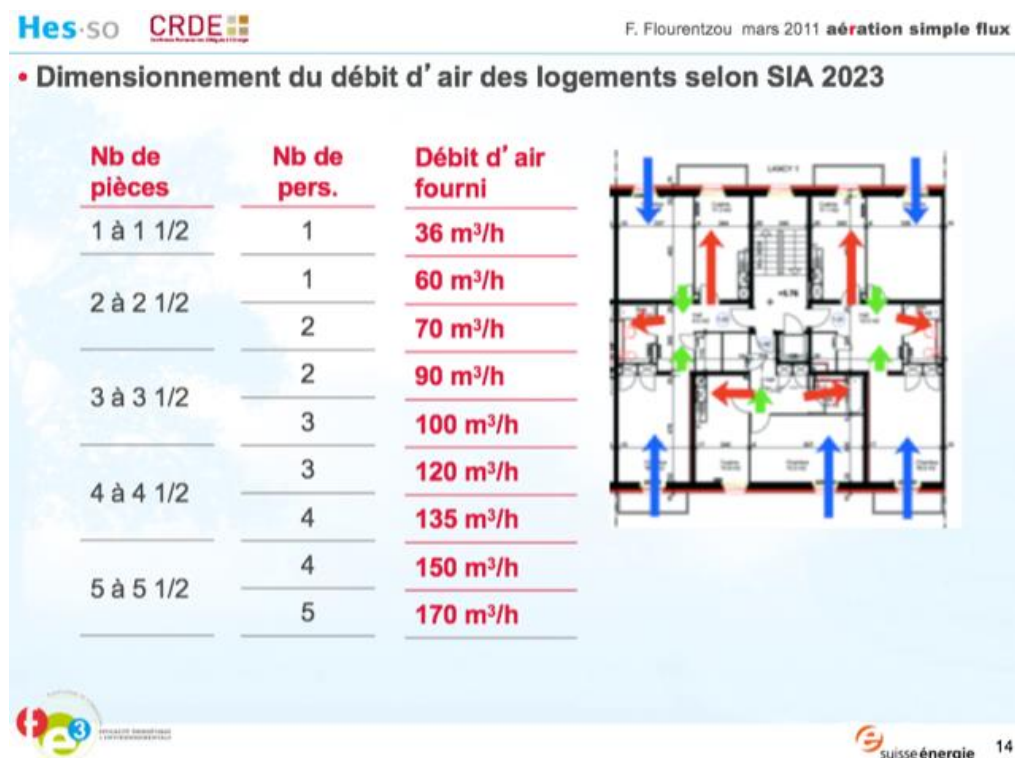 Hes·so CRDE
F. Flourentzou mars 2011 aération simple flux
• Dimensionnement du débit d'air des logements selon SIA 2023
Nb de pièces
Nb de pers.
Débit d'air fourni
1 à 1 1/2 1 36 m³/h
2 à 2 1/2
1 60 m³/h
2 70 m³/h
3 à 3 1/2
2 90 m³/h
3 100 m³/h
4 à 4 1/2
3 120 m³/h
4 135 m³/h
5 à 5 1/2
4 150 m³/h
5 170 m³/h
LANCY 1
fe3
suisseénergie 14